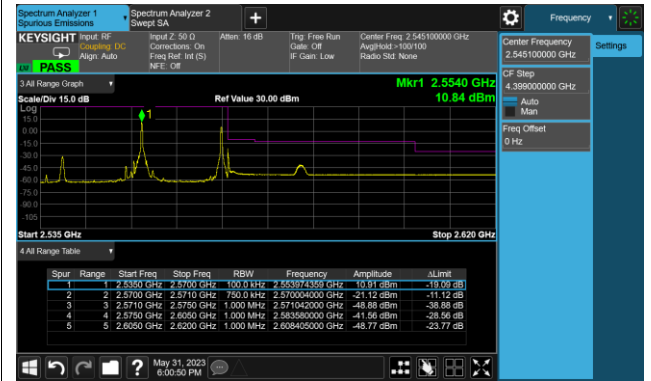 Spectrum Analyzer 1
Spurious Emissions
Spectrum Analyzer 2
Swept SA
+
Frequency
KEYSIGHT
Input: RF
Coupling: DC
Align: Auto
Input Z: 50 Ω
Corrections: On
Freq Ref: Int (S)
NFE: Off
Atten: 16 dB
Trig: Free Run
Gate: Off
IF Gain: Low
Center Freq: 2.545100000 GHz
Avg|Hold:>100/100
Radio Std: None
PASS
Center Frequency
2.545100000 GHz
Settings
CF Step
4.399000000 GHz
Auto
Man
Freq Offset
0 Hz
3 All Range Graph
Mkr1 2.5540 GHz
Scale/Div 15.0 dB
Ref Value 30.00 dBm
10.84 dBm
Log
15.0
0.00
-15.0
-30.0
-45.0
-60.0
-75.0
-90.0
-105
1
Start 2.535 GHz
Stop 2.620 GHz
4 All Range Table
Spur Range Start Freq Stop Freq RBW Frequency Amplitude ΔLimit
1 1 2.5350 GHz 2.5700 GHz 100.0 kHz 2.553974359 GHz 10.91 dBm -19.09 dB
2 2 2.5700 GHz 2.5710 GHz 750.0 kHz 2.570004000 GHz -21.12 dBm -11.12 dB
3 3 2.5710 GHz 2.5750 GHz 1.000 MHz 2.571042000 GHz -48.88 dBm -38.88 dB
4 4 2.5750 GHz 2.6050 GHz 1.000 MHz 2.583580000 GHz -41.56 dBm -28.56 dB
5 5 2.6050 GHz 2.6200 GHz 1.000 MHz 2.608405000 GHz -48.77 dBm -23.77 dB
?
May 31, 2023
6:00:50 PM